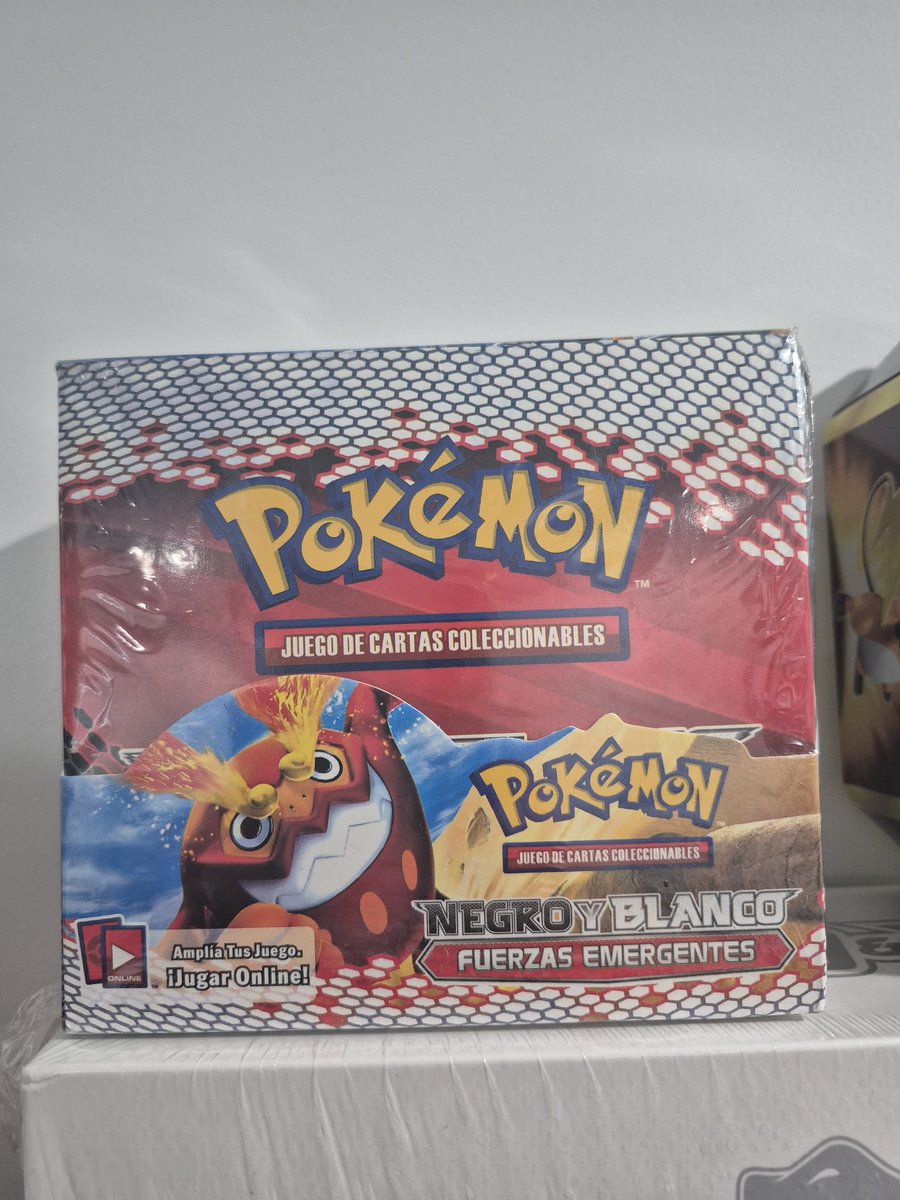 POKéMON
TM
JUEGO DE CARTAS COLECCIONABLES
POKéMON
JUEGO DE CARTAS COLECCIONABLES
NEGRO Y BLANCO
FUERZAS EMERGENTES
ONLINE
Amplía Tus Juego.
¡Jugar Online!